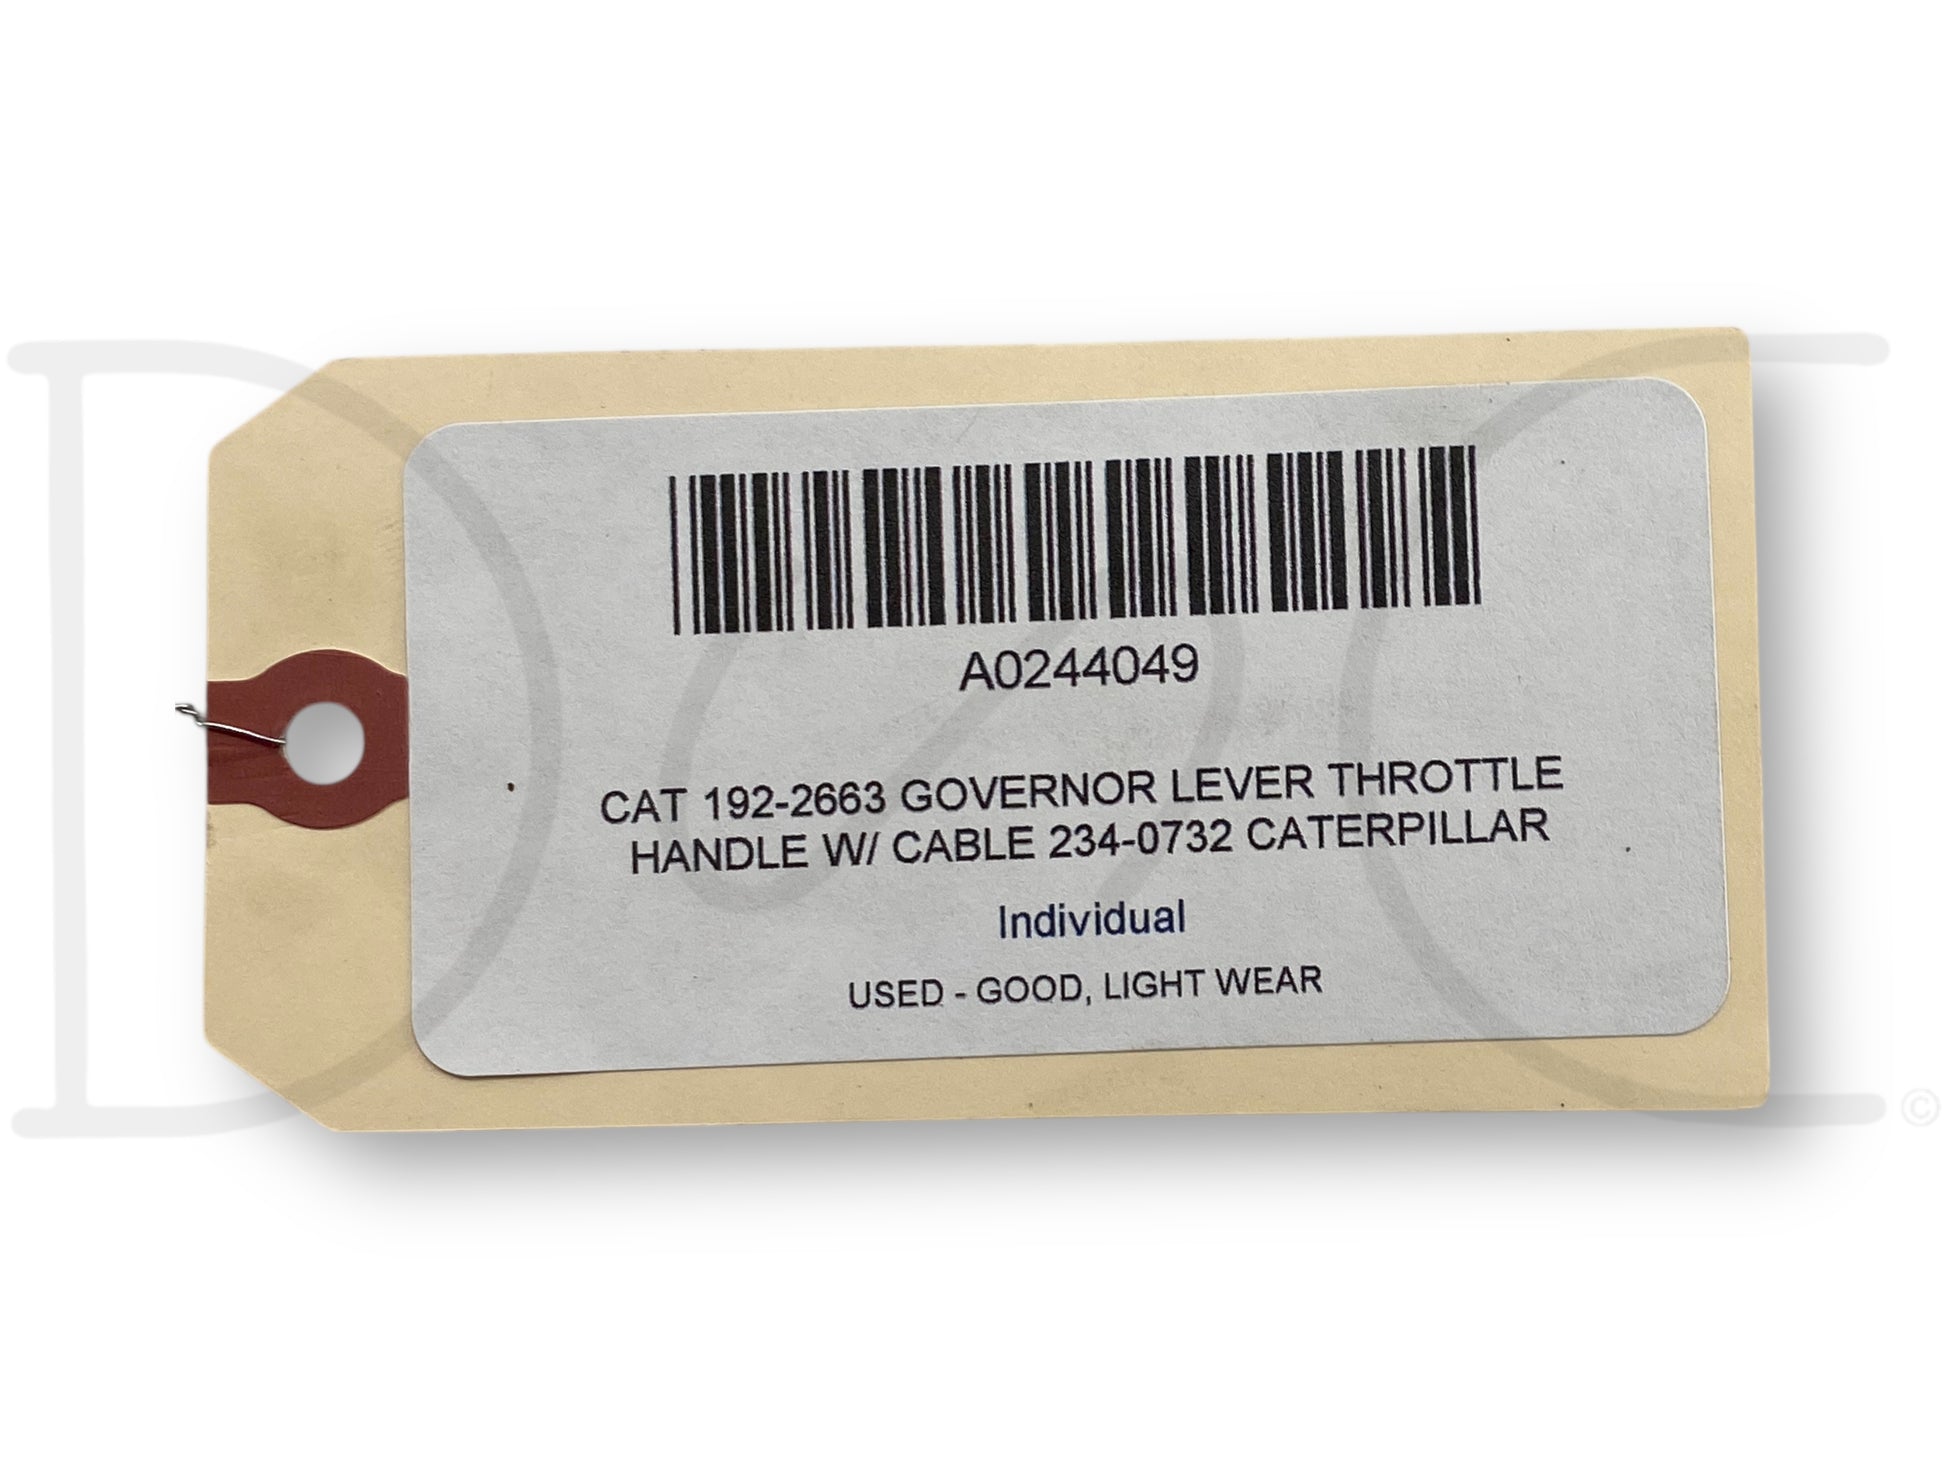 A0244049
CAT 192-2663 GOVERNOR LEVER THROTTLE
HANDLE W/ CABLE 234-0732 CATERPILLAR
Individual
USED - GOOD, LIGHT WEAR
©